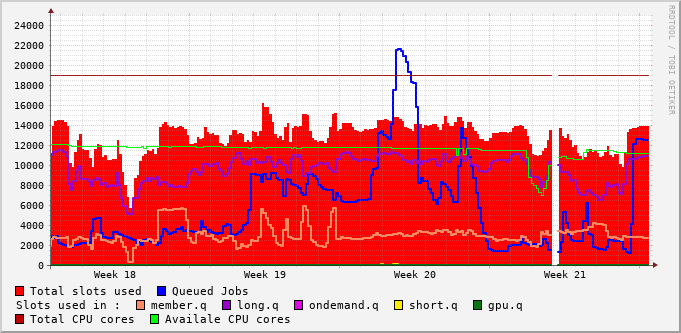 RRDTOOL / TOBI OETIKER
24000
22000
20000
18000
16000
14000
12000
10000
8000
6000
4000
2000
0
Week 18 Week 19 Week 20 Week 21
Total slots used Queued Jobs
Slots used in : member.q long.q ondemand.q short.q gpu.q
Total CPU cores Availale CPU cores